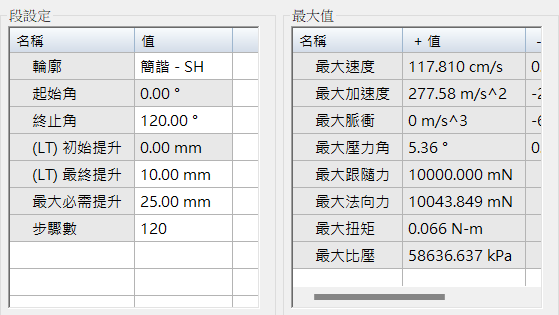 段設定
名稱 值
輪廓 簡諧 - SH
起始角 0.00 °
終止角 120.00 °
(LT) 初始提升 0.00 mm
(LT) 最終提升 10.00 mm
最大必需提升 25.00 mm
步驟數 120
最大值
名稱 + 值 -
最大速度 117.810 cm/s 0.
最大加速度 277.58 m/s^2 -2
最大脈衝 0 m/s^3 -6
最大壓力角 5.36 ° 0.
最大跟隨力 10000.000 mN
最大法向力 10043.849 mN
最大扭矩 0.066 N-m
最大比壓 58636.637 kPa